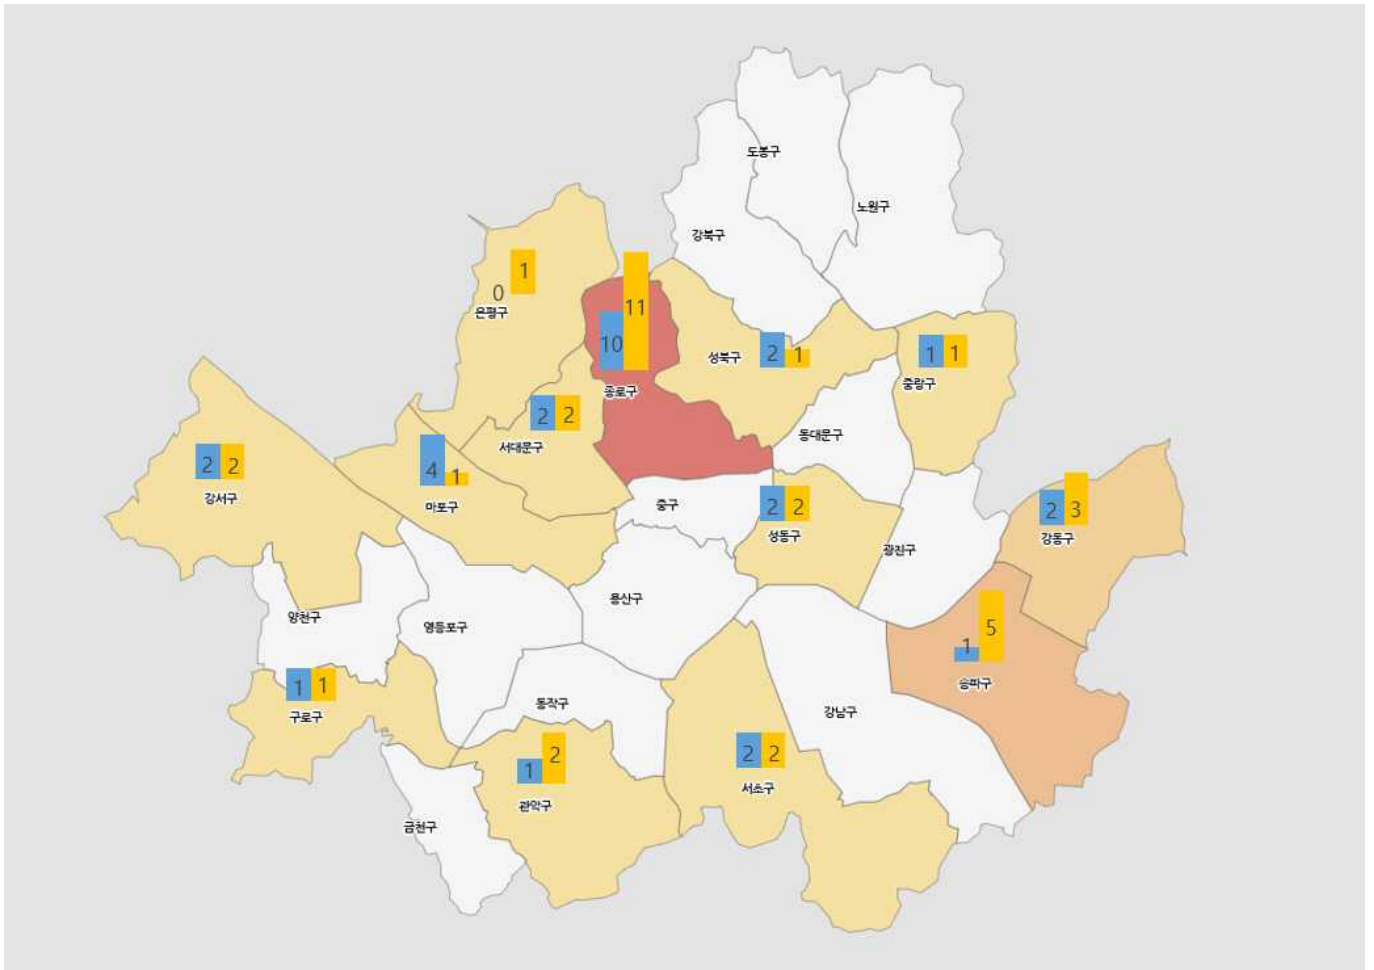 도봉구
노원구
강북구
0 1
은평구
10 11
종로구
성북구
2 1
1 1
중랑구
2 2
서대문구
동대문구
2 2
강서구
4 1
마포구
중구
2 2
성동구
2 3
강동구
광진구
양천구
영등포구
용산구
1 5
송파구
1 1
구로구
동작구
강남구
1 2
관악구
2 2
서초구
금천구